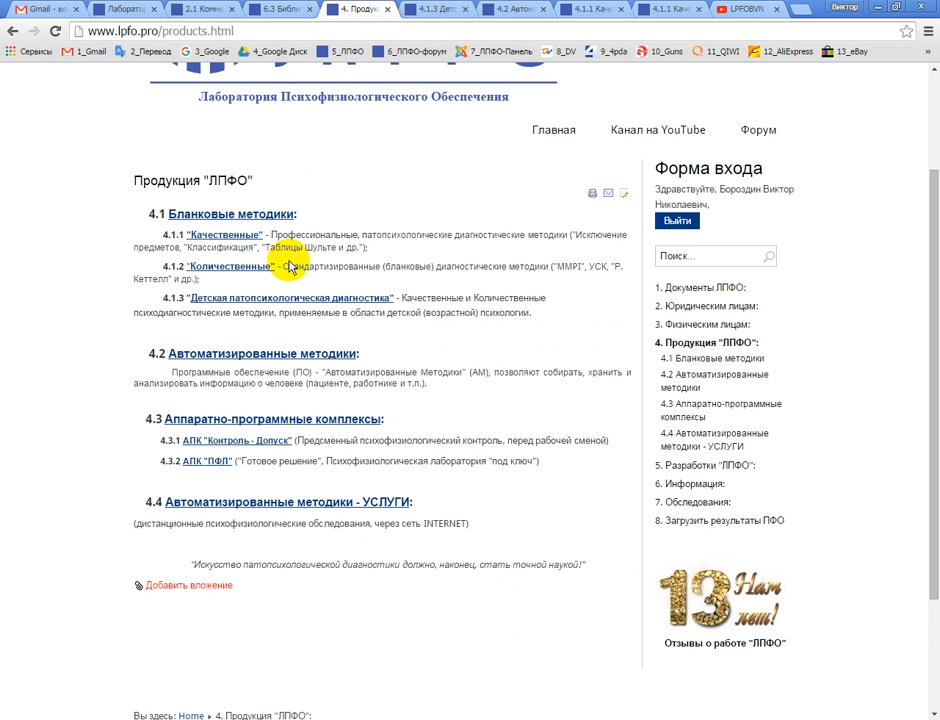 Gmail - во
Лаборатор
2.1 Комме
6.3 Библи
4. Продук
4.1.3 Дет
4.2 Автом
4.1.1 Каче
4.1.1 Каче
LPFOBVN
Виктор
www.lpfo.pro/products.html
Сервисы
1_Gmail
2_Перевод
3_Google
4_Google Диск
5_ЛПФО
6_ЛПФО-форум
7_ЛПФО-Панель
8_DV
9_4pda
10_Guns
11_QIWI
12_AliExpress
13_eBay
»
Лаборатория Психофизиологического Обеспечения
Главная
Канал на YouTube
Форум
Продукция "ЛПФО"
4.1 Бланковые методики:
4.1.1 "Качественные" - Профессиональные, патопсихологические диагностические методики ("Исключение
предметов, "Классификация", "Таблицы Шульте и др.");
4.1.2 "Количественные" - Стандартизированные (бланковые) диагностические методики ("MMPI", УСК, "Р.
Кеттелл" и др.);
4.1.3 "Детская патопсихологическая диагностика" - Качественные и Количественные
психодиагностические методики, применяемые в области детской (возрастной) психологии.
4.2 Автоматизированные методики:
Программные обеспечение (ПО) - "Автоматизированные Методики" (АМ), позволяют собирать, хранить и
анализировать информацию о человеке (пациенте, работнике и т.п.).
4.3 Аппаратно-программные комплексы:
4.3.1 АПК "Контроль - Допуск" (Предсменный психофизиологический контроль, перед рабочей сменой)
4.3.2 АПК "ПФЛ" ("Готовое решение", Психофизиологическая лаборатория "под ключ")
4.4 Автоматизированные методики - УСЛУГИ:
(дистанционные психофизиологические обследования, через сеть INTERNET)
"Искусство патопсихологической диагностики должно, наконец, стать точной наукой!"
Добавить вложение
Форма входа
Здравствуйте, Бороздин Виктор
Николаевич,
Выйти
Поиск...
1. Документы ЛПФО:
2. Юридическим лицам:
3. Физическим лицам:
4. Продукция "ЛПФО":
4.1 Бланковые методики
4.2 Автоматизированные
методики
4.3 Аппаратно-программные
комплексы
4.4 Автоматизированные
методики - УСЛУГИ
5. Разработки "ЛПФО":
6. Информация:
7. Обследования:
8. Загрузить результаты ПФО
13 Нам
лет!
Отзывы о работе "ЛПФО"
Вы здесь: Home ▸ 4. Продукция "ЛПФО":